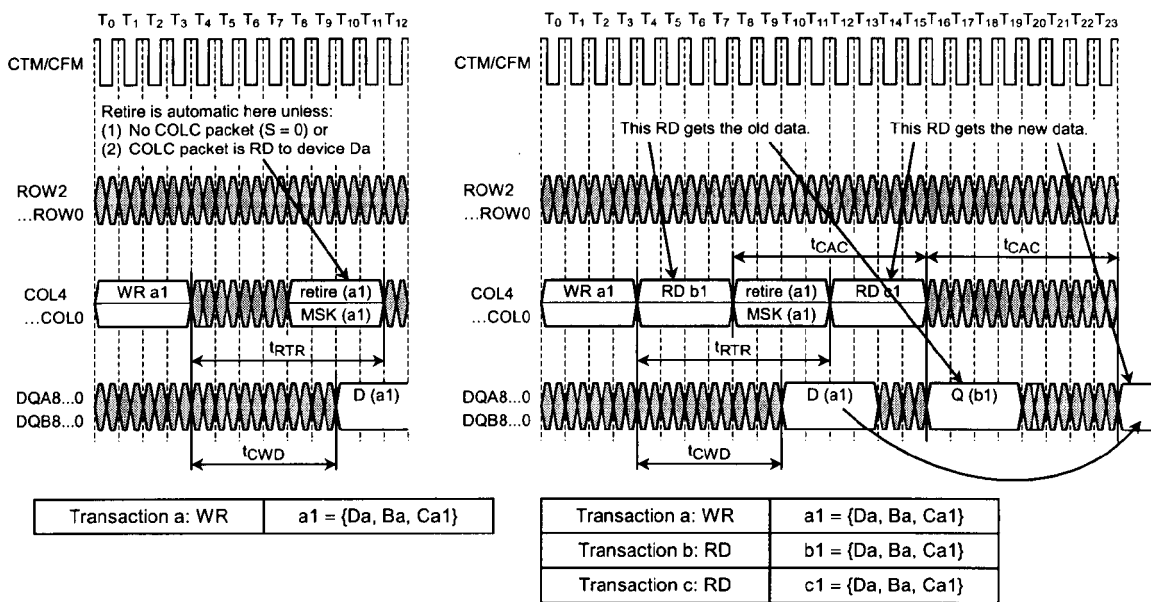 T0 T1 T2 T3 T4 T5 T6 T7 T8 T9 T10 T11 T12
CTM/CFM
Retire is automatic here unless:
(1) No COLC packet (S = 0) or
(2) COLC packet is RD to device Da
ROW2
...ROW0
COL4
...COL0
WR a1
retire (a1)
MSK (a1)
tRTR
DQA8...0
DQB8...0
D (a1)
tCWD
Transaction a: WR a1 = {Da, Ba, Ca1}
T0 T1 T2 T3 T4 T5 T6 T7 T8 T9 T10 T11 T12 T13 T14 T15 T16 T17 T18 T19 T20 T21 T22 T23
CTM/CFM
This RD gets the old data.
This RD gets the new data.
ROW2
...ROW0
tCAC
tCAC
COL4
...COL0
WR a1
RD b1
retire (a1)
MSK (a1)
RD c1
tRTR
DQA8...0
DQB8...0
D (a1)
Q (b1)
tCWD
Transaction a: WR a1 = {Da, Ba, Ca1}
Transaction b: RD b1 = {Da, Ba, Ca1}
Transaction c: RD c1 = {Da, Ba, Ca1}